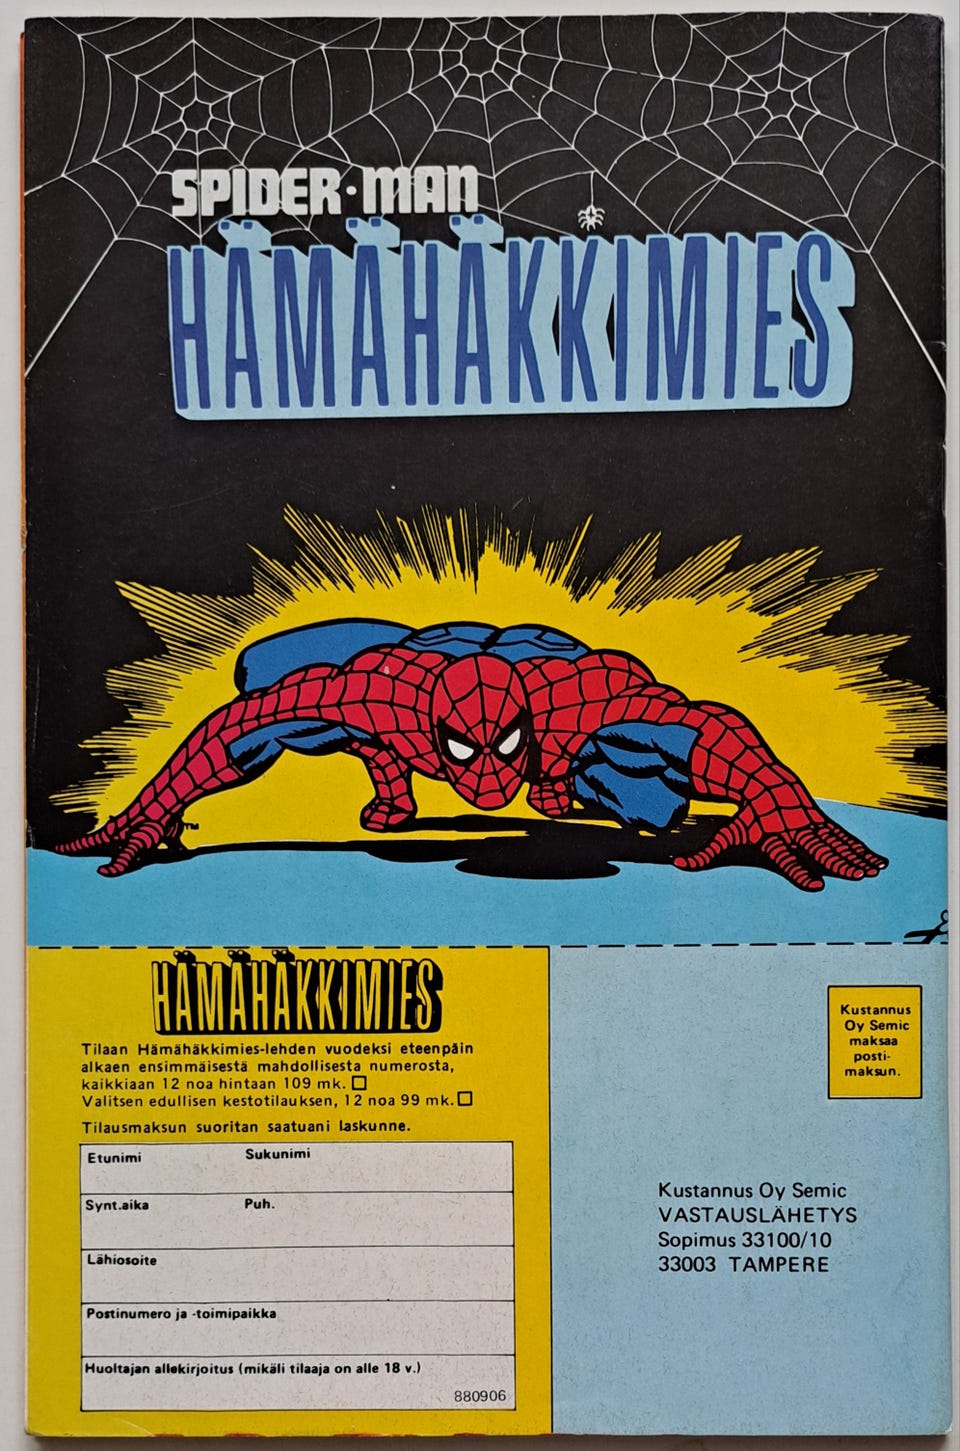 SPIDER·MAN
HÄMÄHÄKKIMIES
TM
HÄMÄHÄKKIMIES
Tilaan Hämähäkkimies-lehden vuodeksi eteenpäin
alkaen ensimmäisestä mahdollisesta numerosta,
kaikkiaan 12 noa hintaan 109 mk.
Valitsen edullisen kestotilauksen, 12 noa 99 mk.
Tilausmaksun suoritan saatuani laskunne.
Etunimi Sukunimi
Synt.aika Puh.
Lähiosoite
Postinumero ja -toimipaikka
Huoltajan allekirjoitus (mikäli tilaaja on alle 18 v.)
880906
Kustannus
Oy Semic
maksaa
posti-
maksun.
Kustannus Oy Semic
VASTAUSLÄHETYS
Sopimus 33100/10
33003 TAMPERE